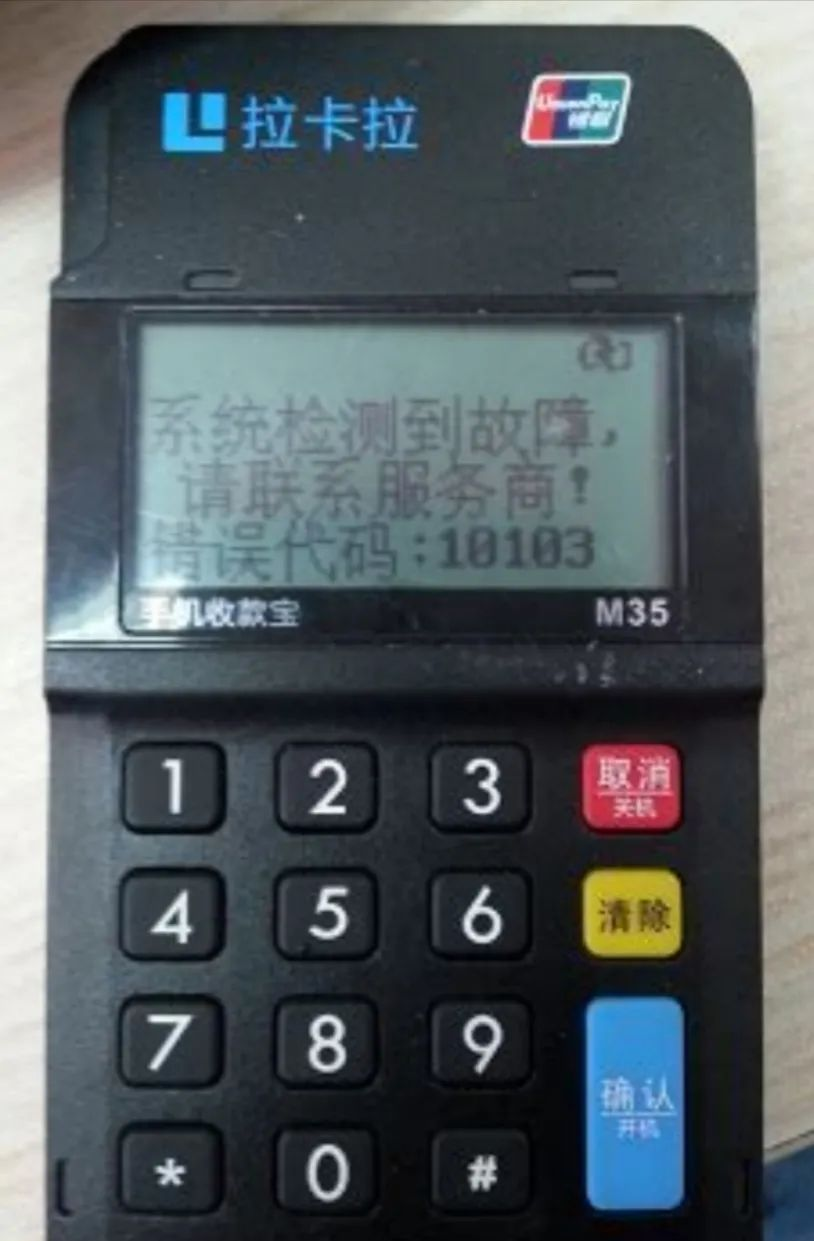 拉卡拉
UnionPay
银联
系统检测到故障,
请联系服务商!
错误代码:10103
手机收款宝 M35
1 2 3 取消
关机
4 5 6 清除
7 8 9
确认
开机
* 0 #